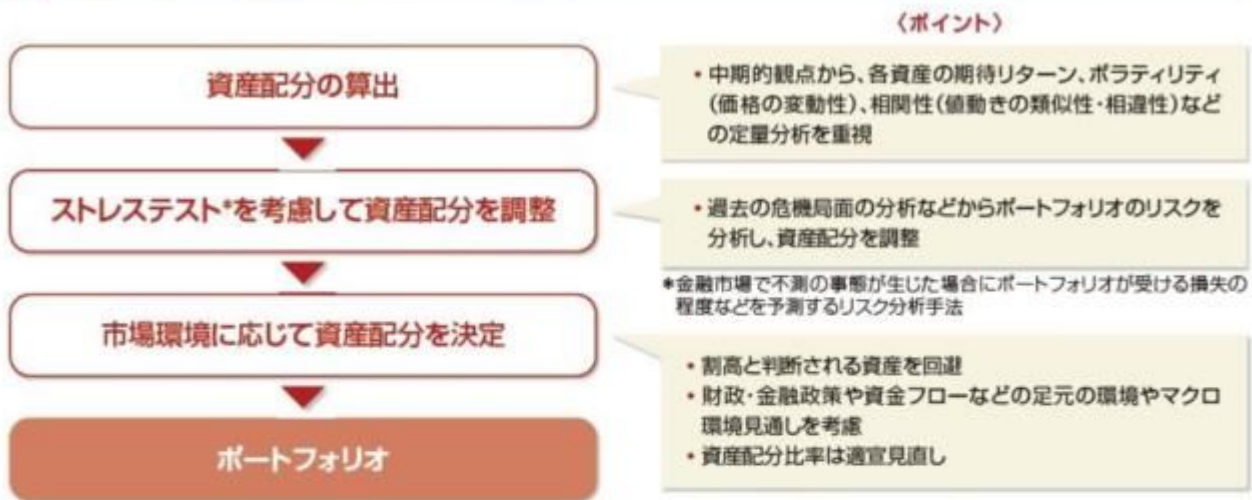 〈ポイント〉
資産配分の算出
・中期的観点から、各資産の期待リターン、ボラティリティ
(価格の変動性)、相関性(値動きの類似性・相違性)など
の定量分析を重視
ストレステスト*を考慮して資産配分を調整
・過去の危機局面の分析などからポートフォリオのリスクを
分析し、資産配分を調整
*金融市場で不測の事態が生じた場合にポートフォリオが受ける損失の
程度などを予測するリスク分析手法
市場環境に応じて資産配分を決定
・割高と判断される資産を回避
・財政・金融政策や資金フローなどの足元の環境やマクロ
環境見通しを考慮
・資産配分比率は適宜見直し
ポートフォリオ